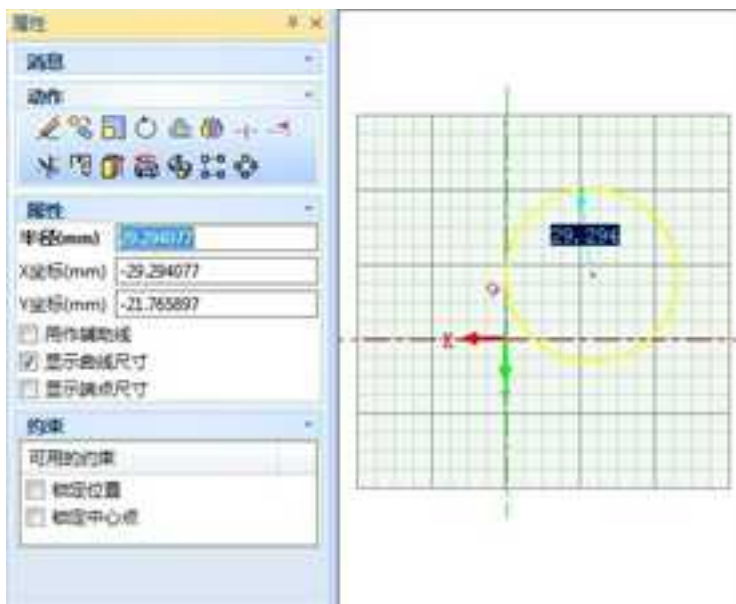 属性
消息
动作
属性
半径(mm) 29.294077
X坐标(mm) -29.294077
Y坐标(mm) -21.765897
用作辅助线
显示曲线尺寸
显示端点尺寸
约束
可用的约束
锁定位置
锁定中心点
29.294
X